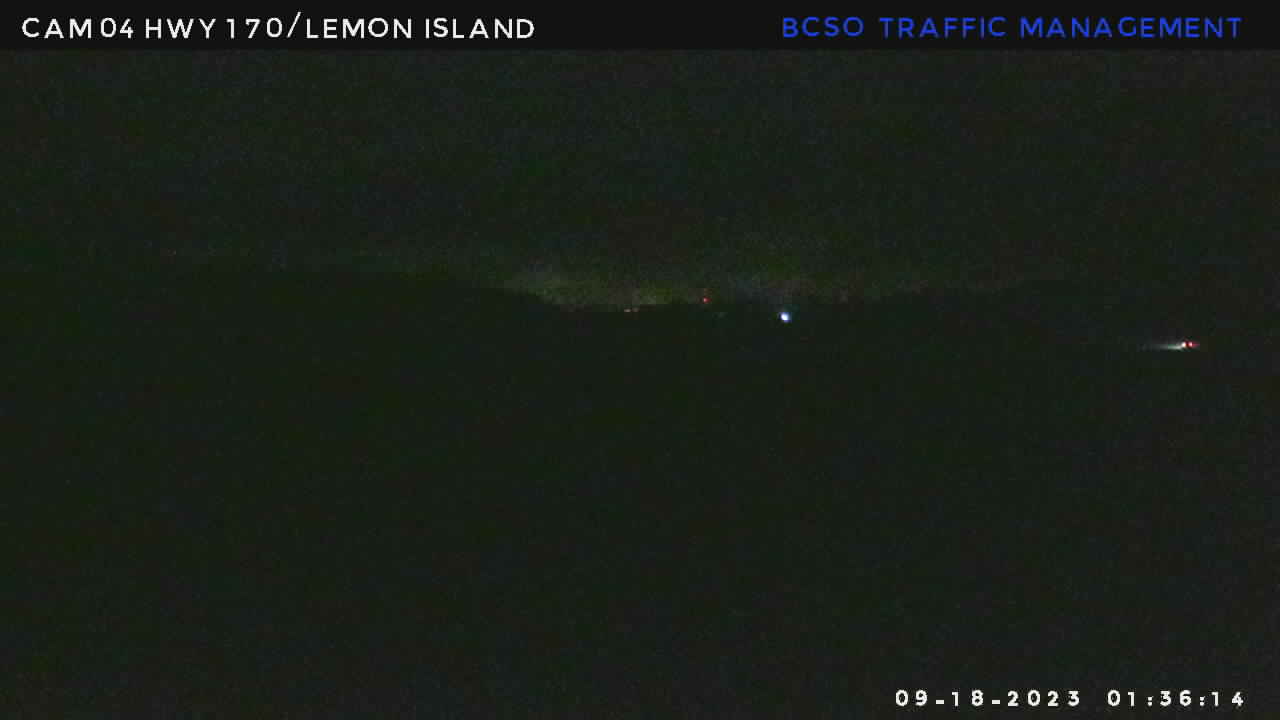 CAM04 HWY 170/LEMON ISLAND
BCSO TRAFFIC MANAGEMENT
09-18-2023 01:36:14